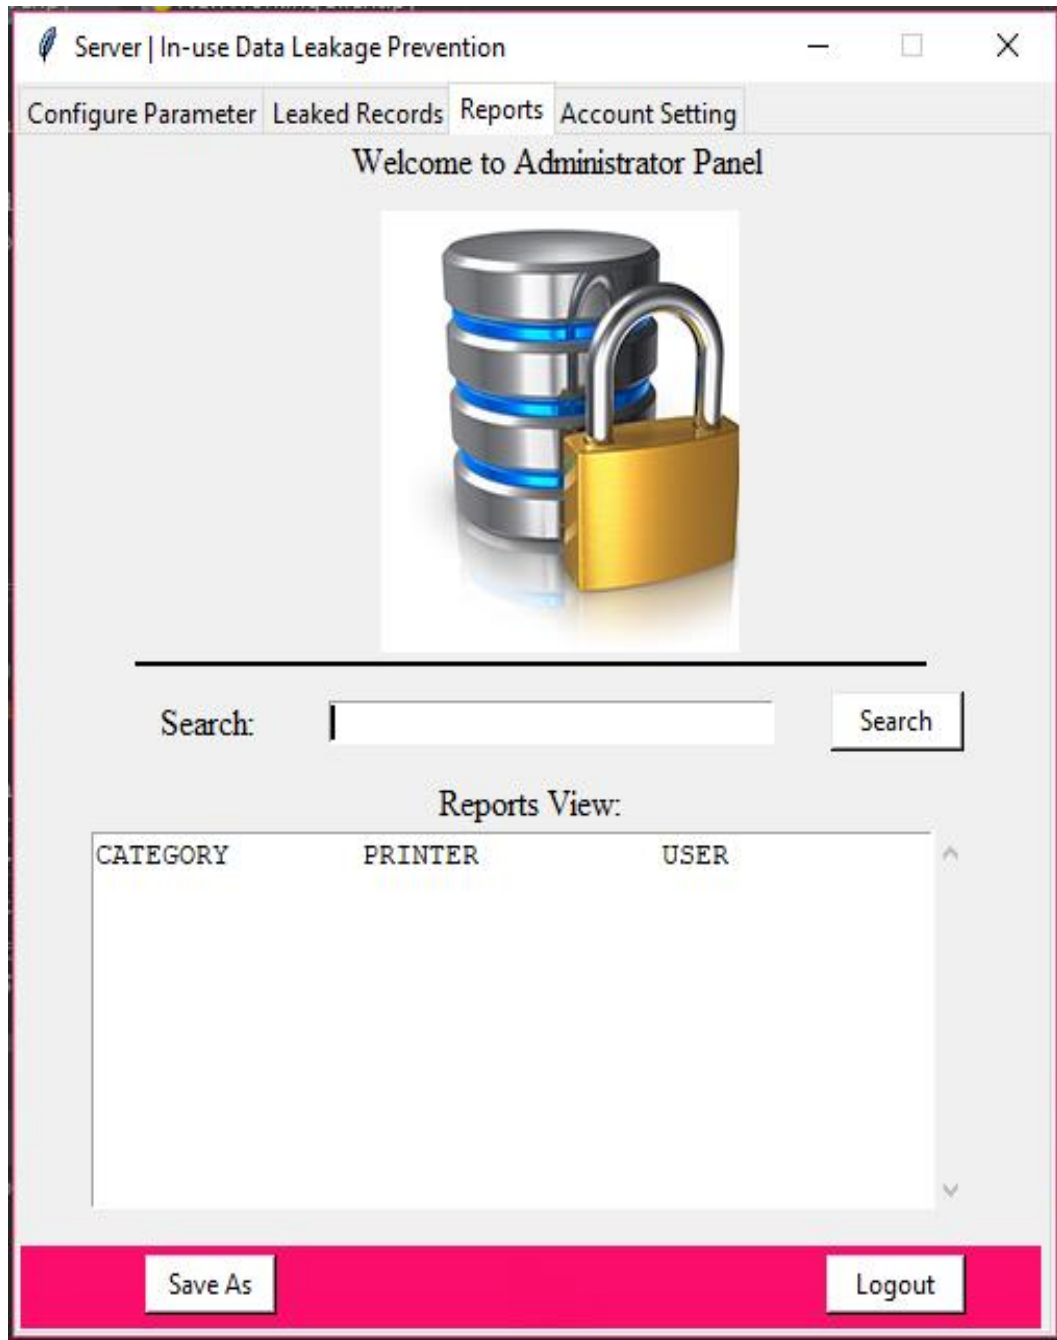 Server | In-use Data Leakage Prevention
Configure Parameter Leaked Records Reports Account Setting
Welcome to Administrator Panel
Search: Search
Reports View:
CATEGORY PRINTER USER
Save As Logout